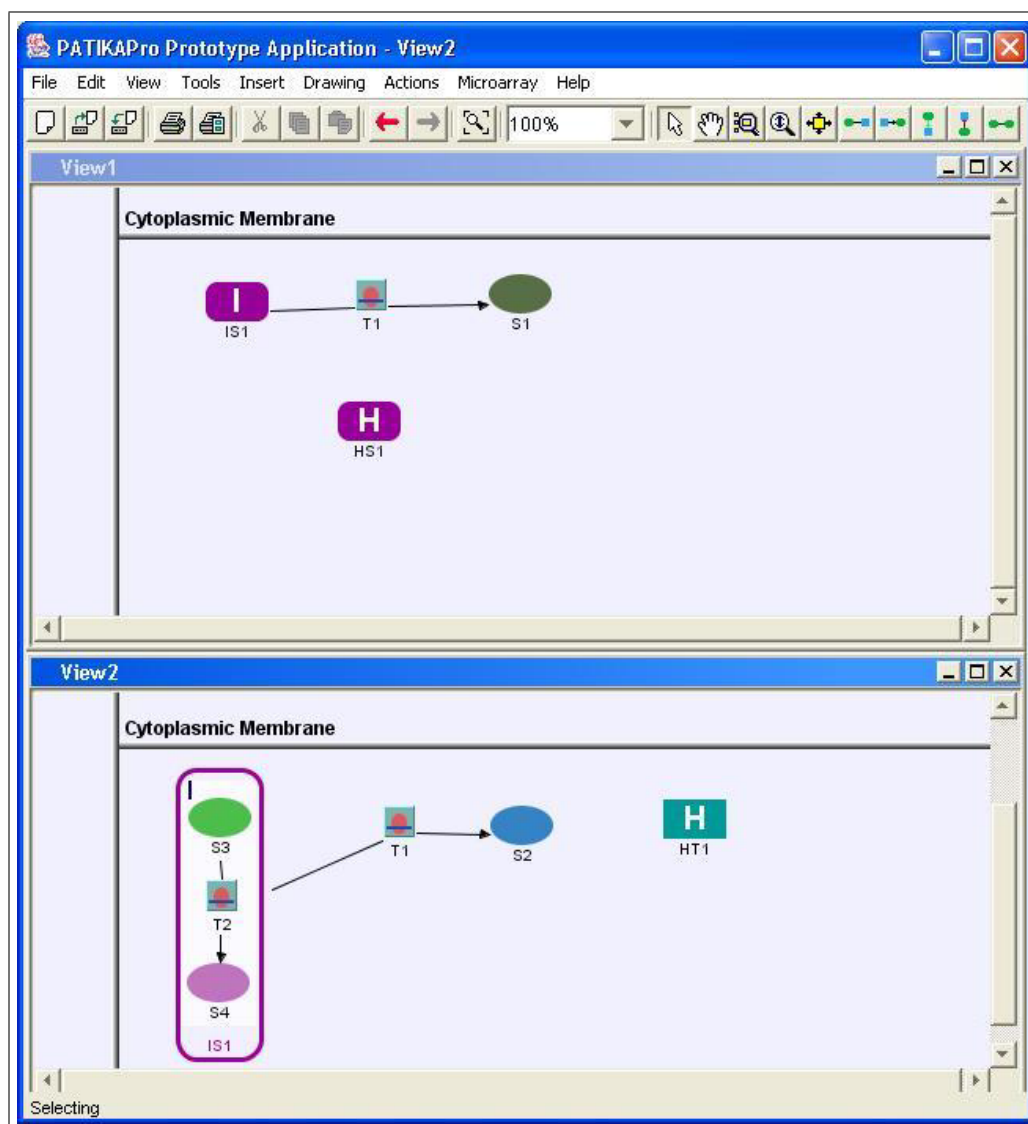 PATIKAPro Prototype Application - View2
File Edit View Tools Insert Drawing Actions Microarray Help
100%
View1
Cytoplasmic Membrane
I
IS1
T1
S1
H
HS1
View2
Cytoplasmic Membrane
I
S3
T1
S2
H
HT1
T2
S4
IS1
Selecting